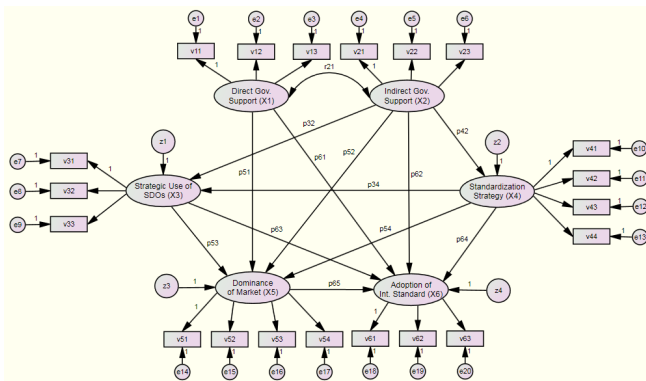 e1 e2 e3 e4 e5 e6
1 1 1 1 1 1
v11 v12 v13 v21 v22 v23
1 r21 1
Direct Gov.
Support (X1)
Indirect Gov.
Support (X2)
z1 p32 p61 p52 p62 p42 z2
1 p51 1
e7 1 v31 1
e8 1 v32
e9 1 v33
Strategic Use of
SDOs (X3)
p34
Standardization
Strategy (X4)
1 v41 1 e10
v42 1 e11
v43 1 e12
v44 1 e13
p53 p63 p54 p64
z3 1
Dominance
of Market (X5)
p65
Adoption of
Int. Standard (X6)
1 z4
1 1
v51 v52 v53 v54 v61 v62 v63
1 1 1 1 1 1 1
e14 e15 e16 e17 e18 e19 e20